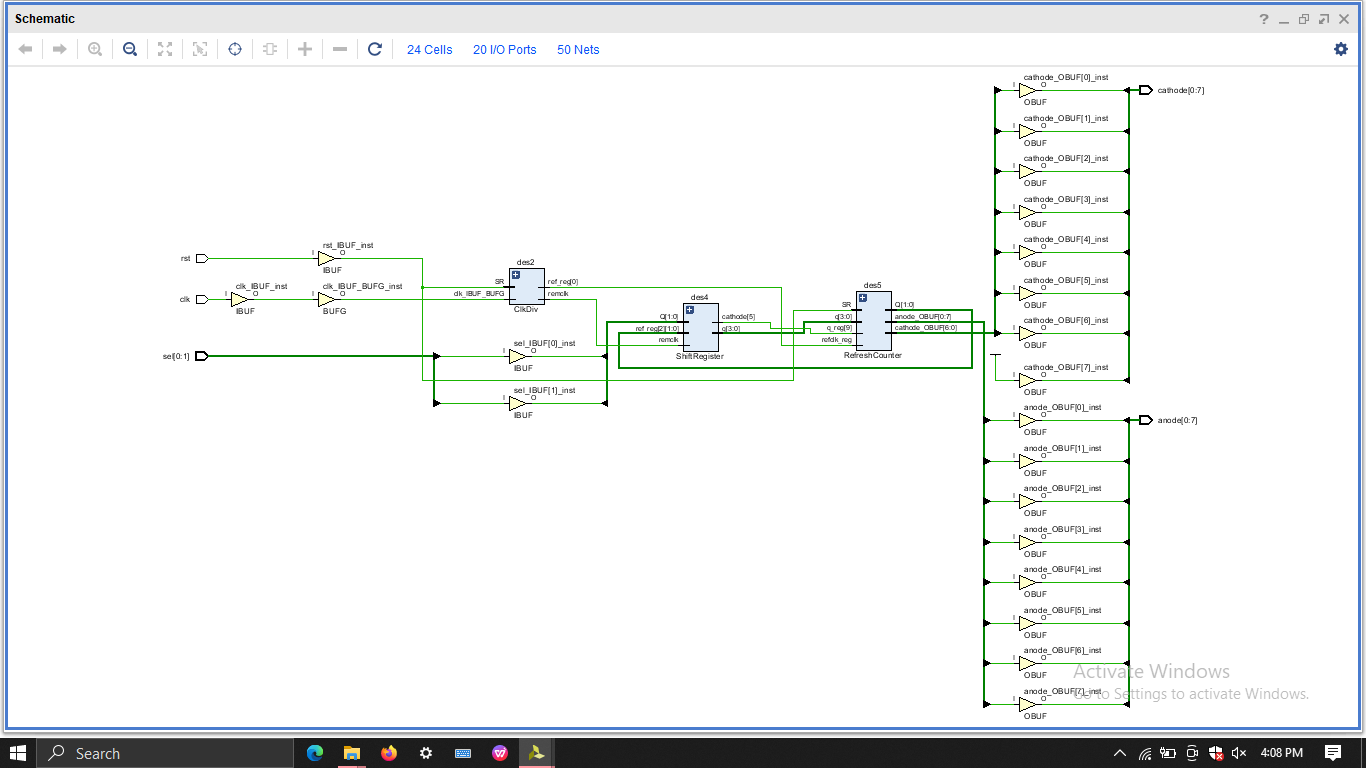 Schematic
24 Cells
20 I/O Ports
50 Nets
rst
I
O
rst_IBUF_inst
IBUF
clk
I
O
clk_IBUF_inst
IBUF
I
O
clk_IBUF_BUFG_inst
BUFG
sel[0:1]
I
O
sel_IBUF[0]_inst
IBUF
I
O
sel_IBUF[1]_inst
IBUF
des2
SR
clk_IBUF_BUFG
ref_reg[0]
remclk
ClkDiv
des4
Q[1:0]
ref_reg[2][1:0]
remclk
cathode[5]
q[3:0]
ShiftRegister
des5
SR
q[3:0]
q_reg[9]
refclk_reg
Q[1:0]
anode_OBUF[0:7]
cathode_OBUF[6:0]
RefreshCounter
cathode_OBUF[0]_inst
I
O
OBUF
cathode[0:7]
cathode_OBUF[1]_inst
I
O
OBUF
cathode_OBUF[2]_inst
I
O
OBUF
cathode_OBUF[3]_inst
I
O
OBUF
cathode_OBUF[4]_inst
I
O
OBUF
cathode_OBUF[5]_inst
I
O
OBUF
cathode_OBUF[6]_inst
I
O
OBUF
cathode_OBUF[7]_inst
I
O
OBUF
anode_OBUF[0]_inst
I
O
OBUF
anode[0:7]
anode_OBUF[1]_inst
I
O
OBUF
anode_OBUF[2]_inst
I
O
OBUF
anode_OBUF[3]_inst
I
O
OBUF
anode_OBUF[4]_inst
I
O
OBUF
anode_OBUF[5]_inst
I
O
OBUF
anode_OBUF[6]_inst
I
O
OBUF
anode_OBUF[7]_inst
I
O
OBUF
Activate Windows
Go to Settings to activate Windows.
Search
4:08 PM